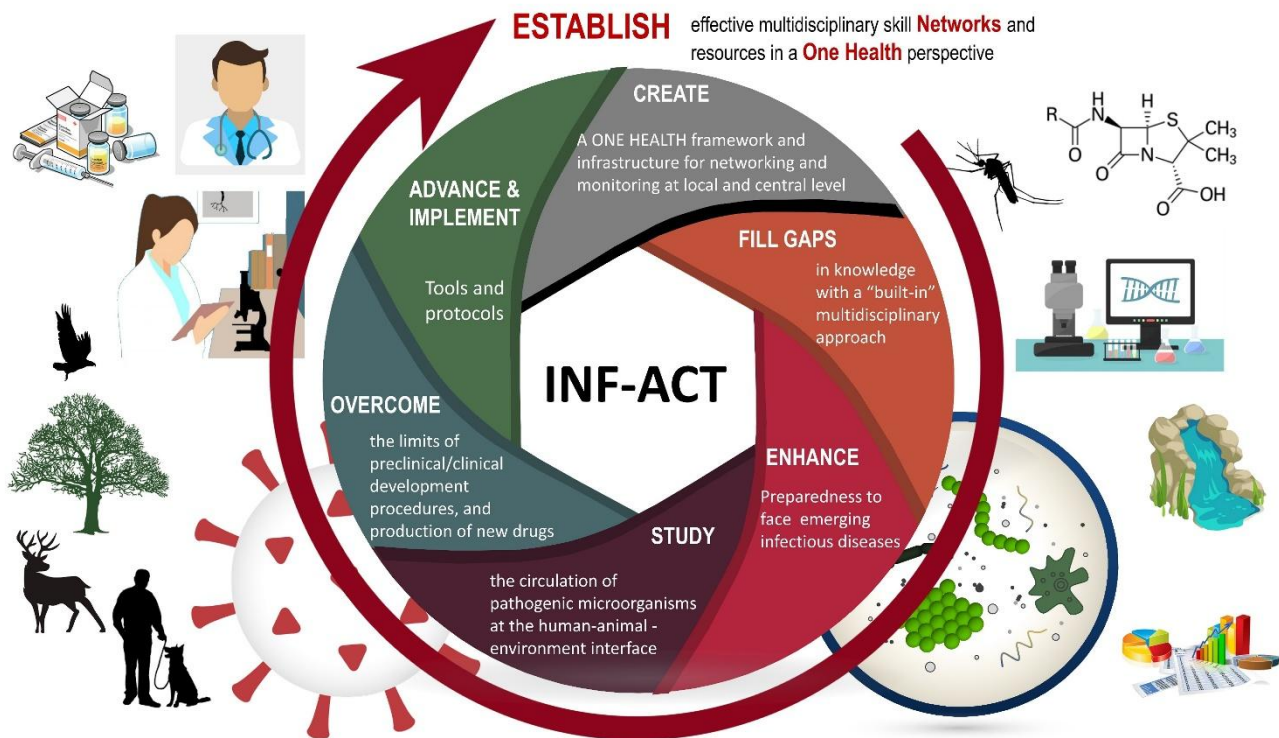 ESTABLISH
effective multidisciplinary skill Networks and
resources in a One Health perspective
CREATE
A ONE HEALTH framework and
infrastructure for networking and
monitoring at local and central level
FILL GAPS
in knowledge
with a “built-in”
multidisciplinary
approach
ENHANCE
Preparedness to
face emerging
infectious diseases
STUDY
the circulation of
pathogenic microorganisms
at the human-animal -
environment interface
OVERCOME
the limits of
preclinical/clinical
development
procedures, and
production of new drugs
ADVANCE &
IMPLEMENT
Tools and
protocols
INF-ACT
R
H
N
H
S
CH3
CH3
O
N
O
O
OH